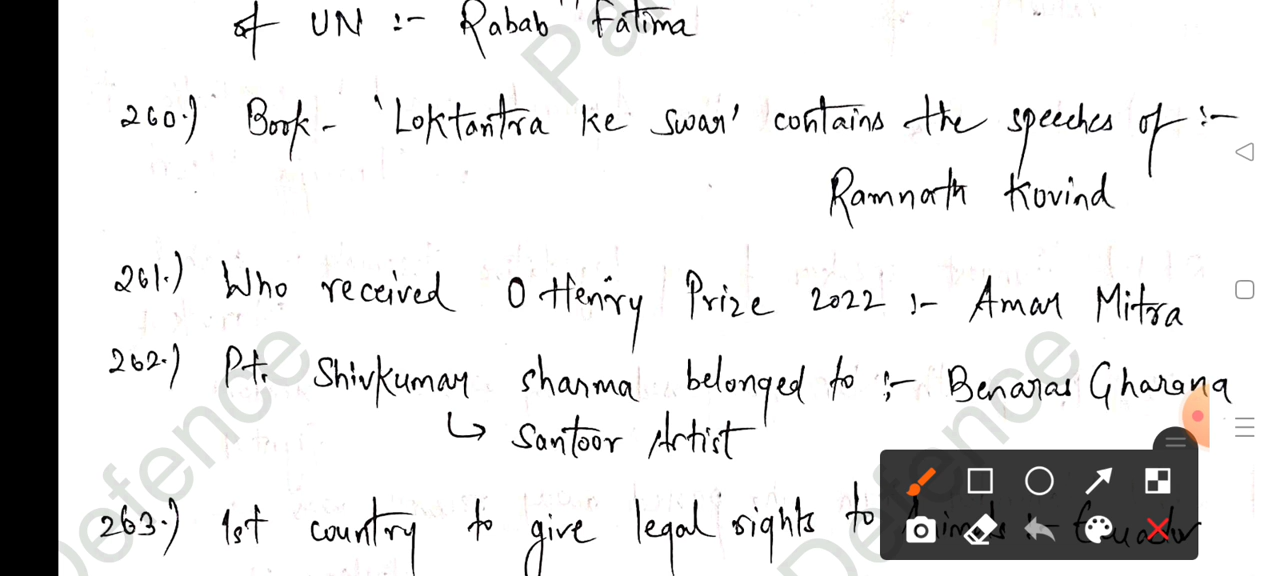 of UN :- Rabab Fatima
260.) Book - 'Loktantra ke swar' contains the speeches of :-
Ramnath Kovind
261.) Who received O Henry Prize 2022 :- Amar Mitra
262.) Pt. Shivkumar sharma belonged to :- Benaras Gharana
↳ Santoor Artist
263.) 1st country to give legal rights to
Defence
Defence